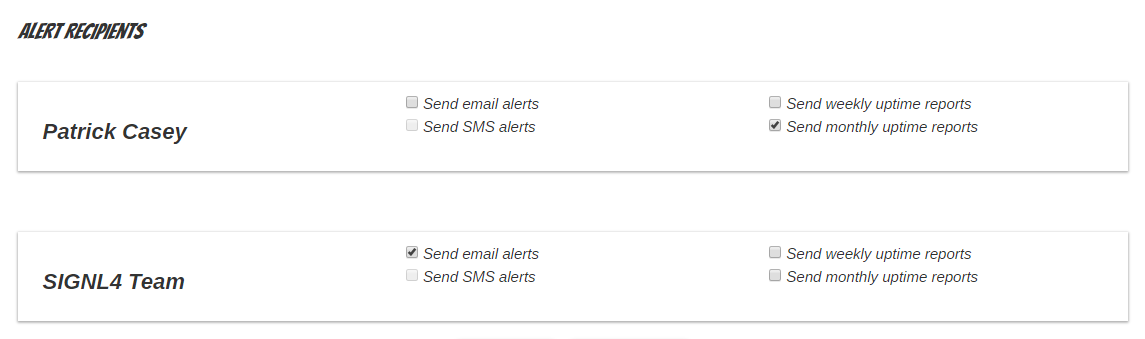 ALERT RECIPIENTS
Patrick Casey
Send email alerts
Send SMS alerts
Send weekly uptime reports
Send monthly uptime reports
SIGNL4 Team
Send email alerts
Send SMS alerts
Send weekly uptime reports
Send monthly uptime reports